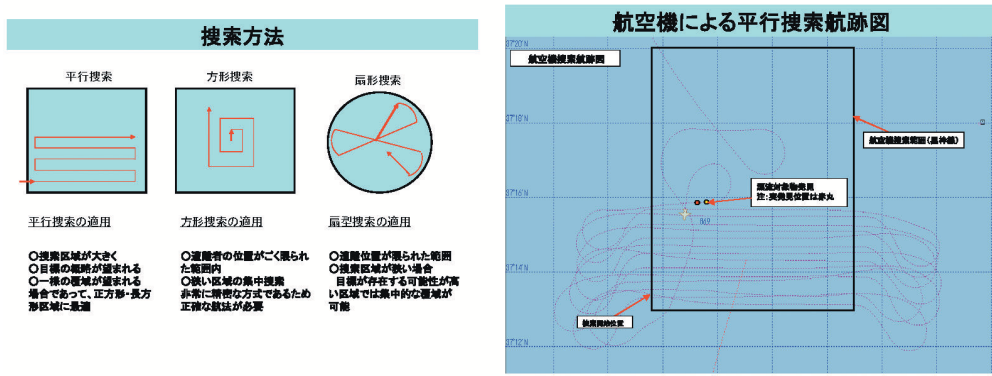 捜索方法
平行捜索
方形捜索
扇形捜索
平行捜索の適用
○捜索区域が大きく
○目標の概略が望まれる
○一様の覆域が望まれる
場合であって、正方形・長方
形区域に最適
方形捜索の適用
○遭難者の位置がごく限られ
た範囲内
○狭い区域の集中捜索
非常に精密な方式であるため
正確な航法が必要
扇型捜索の適用
○遭難位置が限られた範囲
○捜索区域が狭い場合
目標が存在する可能性が高
い区域では集中的な覆域が
可能
航空機による平行捜索航跡図
航空機捜索航跡図
航空機捜索範囲(黒枠線)
漂流対象物発見
注:実発見位置は赤丸
捜索開始位置
37°20'N
37°18'N
37°16'N
37°14'N
37°12'N